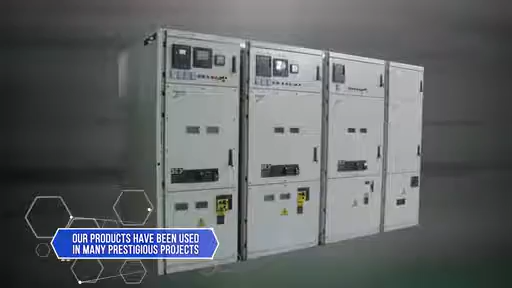 OUR PRODUCTS HAVE BEEN USED
IN MANY PRESTIGIOUS PROJECTS